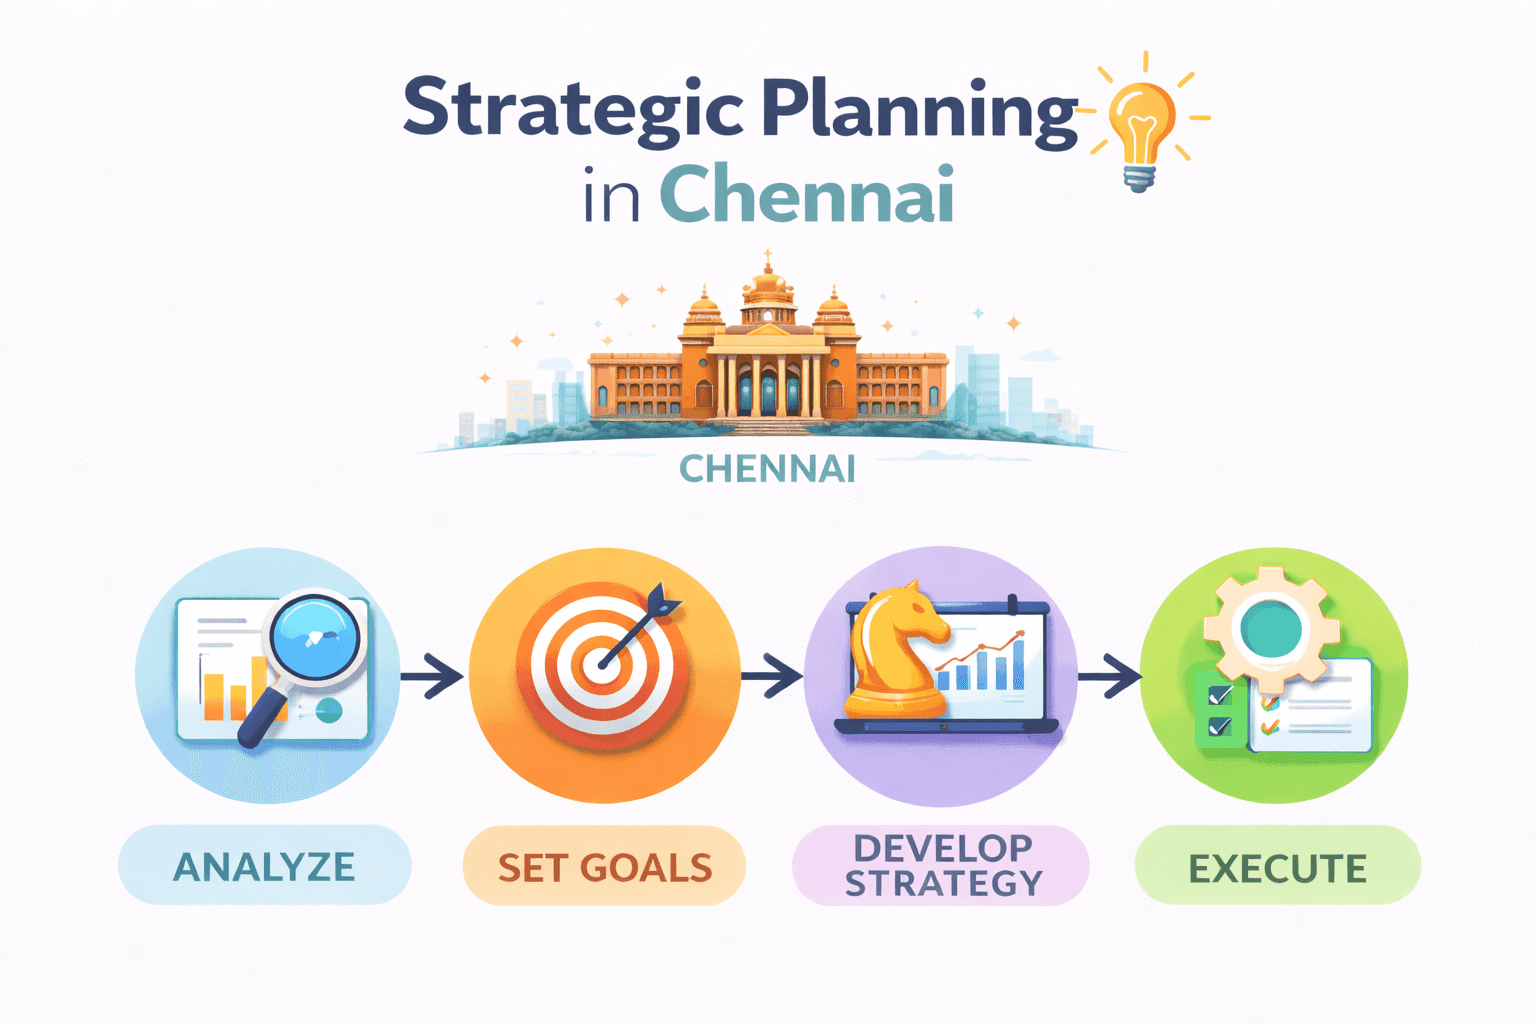 Strategic Planning
in Chennai
CHENNAI
ANALYZE
SET GOALS
DEVELOP
STRATEGY
EXECUTE